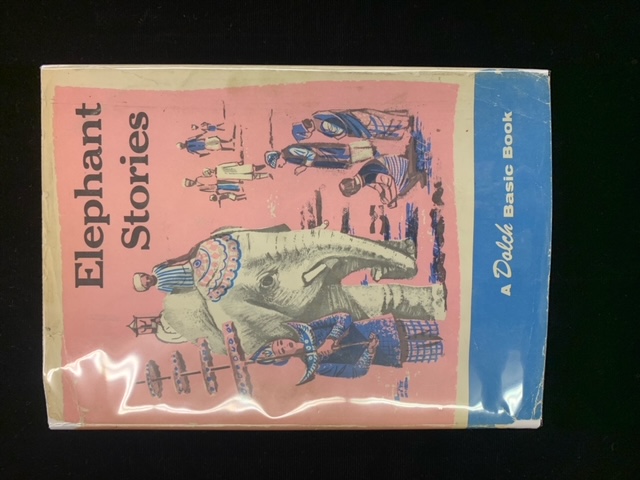 Elephant
Stories
A Dolch Basic Book